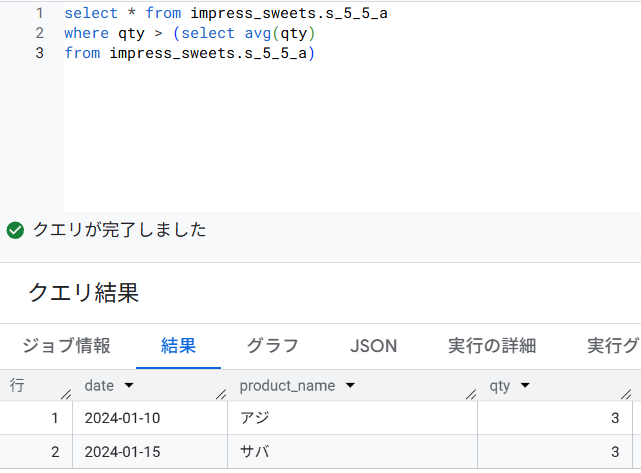 1 select * from impress_sweets.s_5_5_a
2 where qty > (select avg(qty)
3 from impress_sweets.s_5_5_a)
クエリが完了しました
クエリ結果
ジョブ情報 結果 グラフ JSON 実行の詳細 実行グ
行 date product_name qty
1 2024-01-10 アジ 3
2 2024-01-15 サバ 3